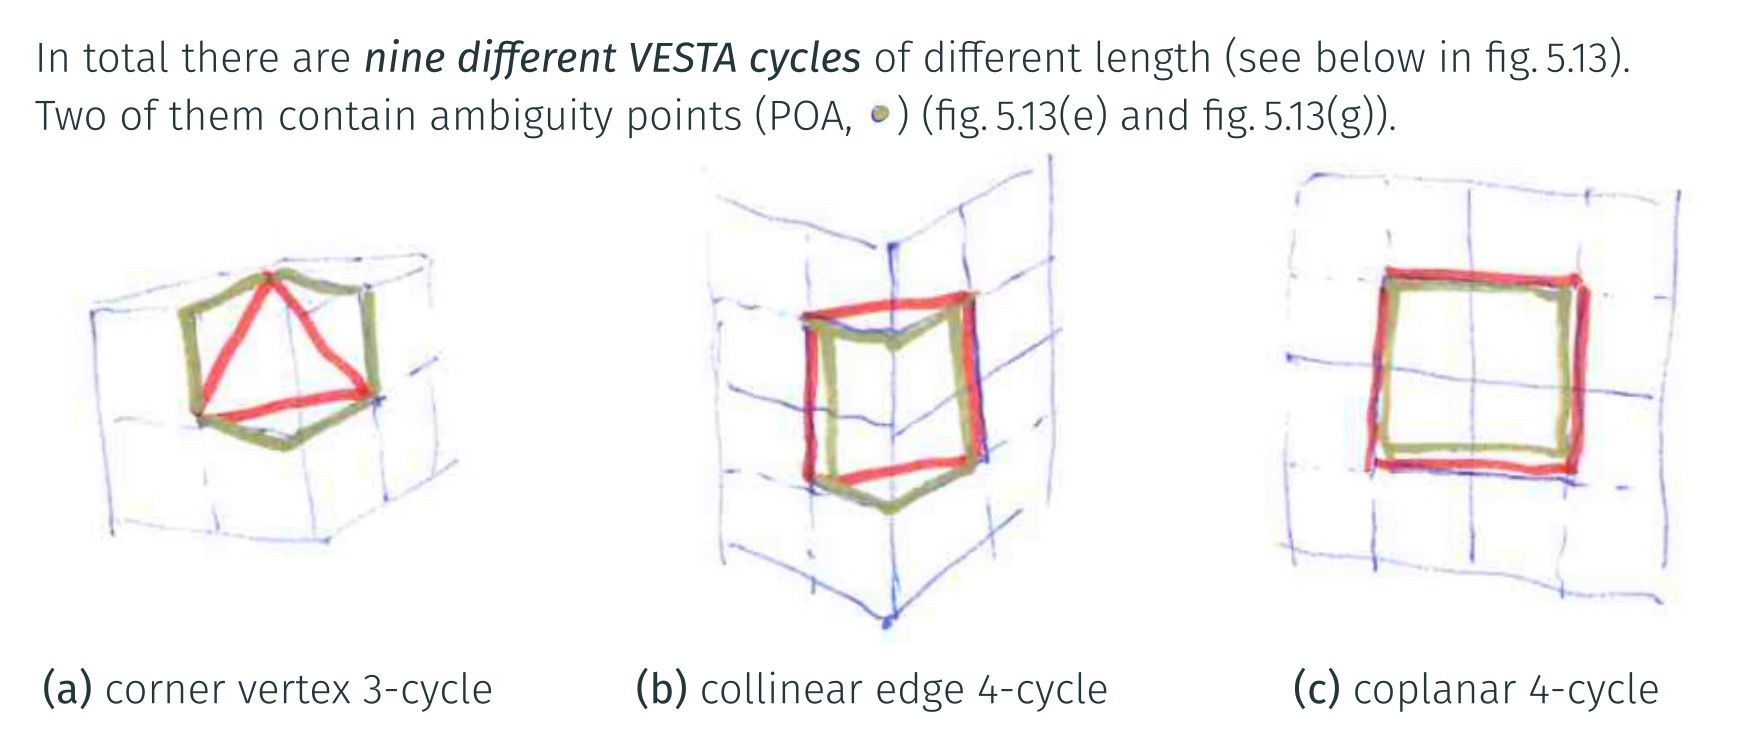 In total there are nine different VESTA cycles of different length (see below in fig. 5.13).
Two of them contain ambiguity points (POA, ) (fig. 5.13(e) and fig. 5.13(g)).
(a) corner vertex 3-cycle
(b) collinear edge 4-cycle
(c) coplanar 4-cycle